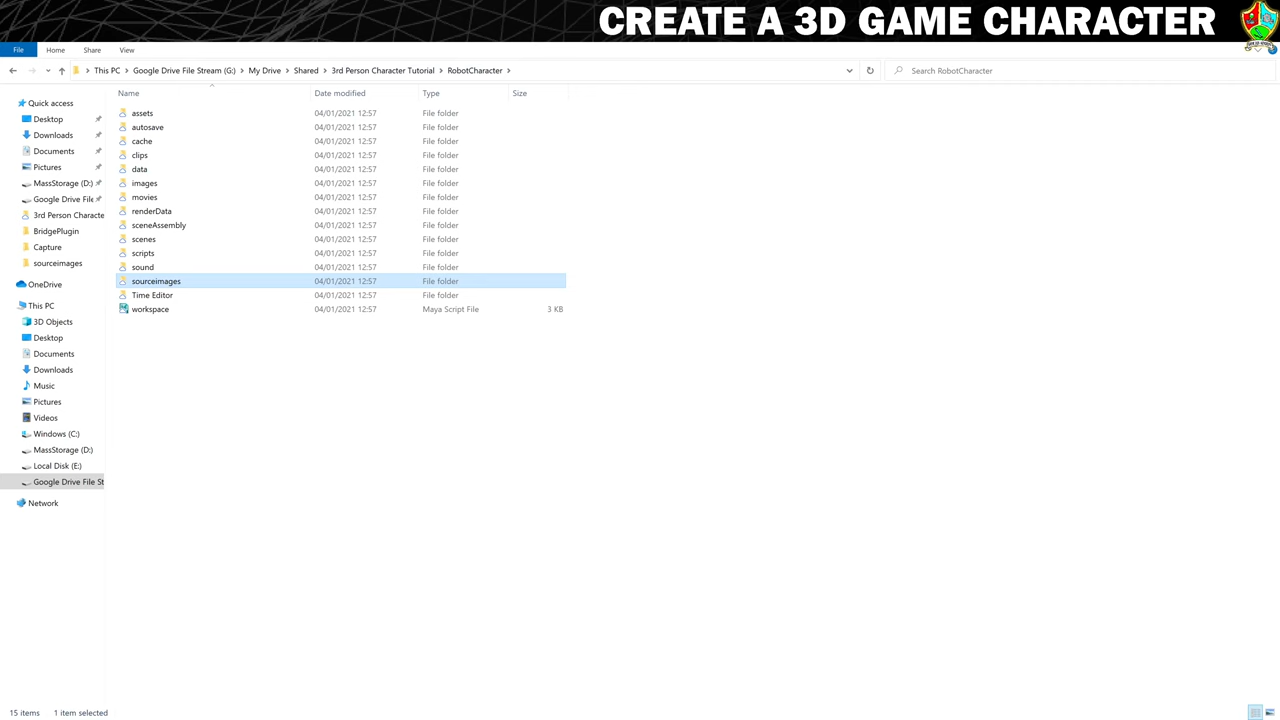 CREATE A 3D GAME CHARACTER
File Home Share View
This PC Google Drive File Stream (G:) My Drive Shared 3rd Person Character Tutorial RobotCharacter Search RobotCharacter
Name Date modified Type Size
Quick access
Desktop
Downloads
Documents
Pictures
MassStorage (D:)
Google Drive File
3rd Person Characte
BridgePlugin
Capture
sourceimages
OneDrive
This PC
3D Objects
Desktop
Documents
Downloads
Music
Pictures
Videos
Windows (C:)
MassStorage (D:)
Local Disk (E:)
Google Drive File St
Network
assets 04/01/2021 12:57 File folder
autosave 04/01/2021 12:57 File folder
cache 04/01/2021 12:57 File folder
clips 04/01/2021 12:57 File folder
data 04/01/2021 12:57 File folder
images 04/01/2021 12:57 File folder
movies 04/01/2021 12:57 File folder
renderData 04/01/2021 12:57 File folder
sceneAssembly 04/01/2021 12:57 File folder
scenes 04/01/2021 12:57 File folder
scripts 04/01/2021 12:57 File folder
sound 04/01/2021 12:57 File folder
sourceimages 04/01/2021 12:57 File folder
Time Editor 04/01/2021 12:57 File folder
workspace 04/01/2021 12:57 Maya Script File 3 KB
15 items 1 item selected